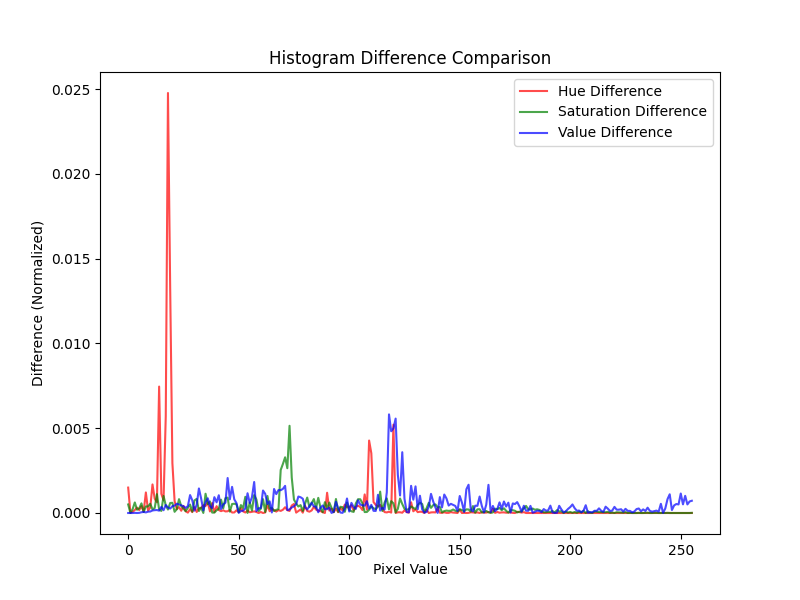 Histogram Difference Comparison
Hue Difference
Saturation Difference
Value Difference
0.025
0.020
0.015
0.010
0.005
0.000
Difference (Normalized)
0 50 100 150 200 250
Pixel Value